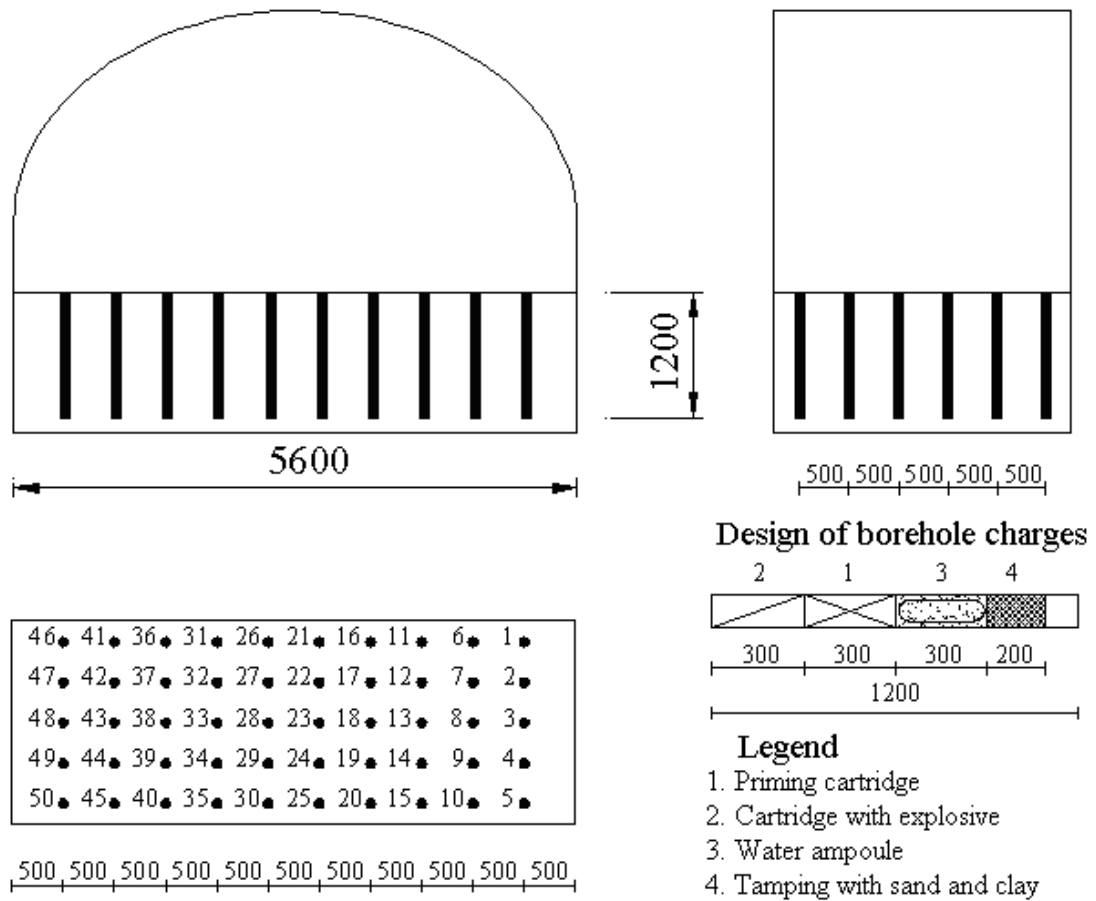 1200
5600
500 500 500 500 500
Design of borehole charges
2 1 3 4
300 300 300 200
1200
46 41 36 31 26 21 16 11 6 1
47 42 37 32 27 22 17 12 7 2
48 43 38 33 28 23 18 13 8 3
49 44 39 34 29 24 19 14 9 4
50 45 40 35 30 25 20 15 10 5
500 500 500 500 500 500 500 500 500 500 500
Legend
1. Priming cartridge
2. Cartridge with explosive
3. Water ampoule
4. Tamping with sand and clay